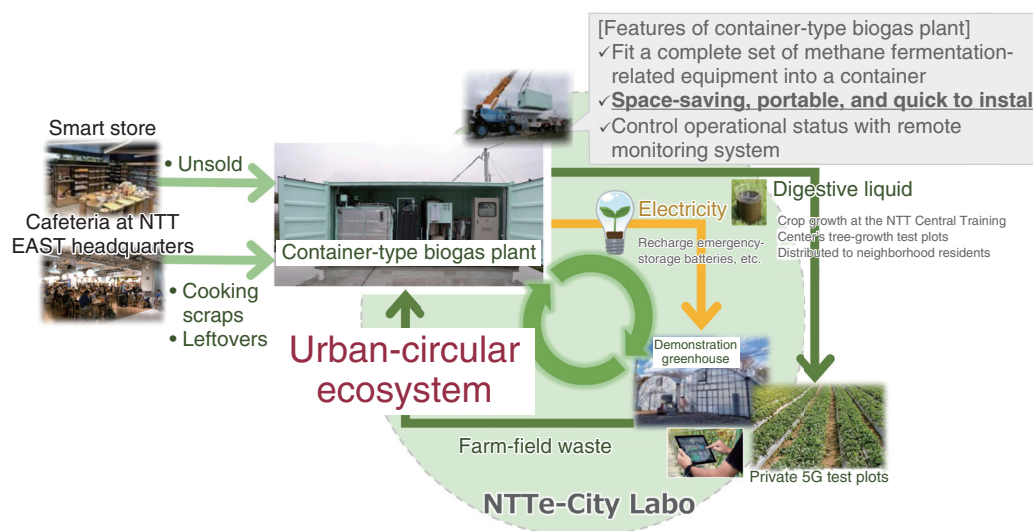 [Features of container-type biogas plant]
✓Fit a complete set of methane fermentation-
related equipment into a container
✓Space-saving, portable, and quick to instal
✓Control operational status with remote
monitoring system
Smart store
• Unsold
Cafeteria at NTT
EAST headquarters
• Cooking
scraps
• Leftovers
Container-type biogas plant
Electricity
Recharge emergency-
storage batteries, etc.
Digestive liquid
Crop growth at the NTT Central Training
Center's tree-growth test plots
Distributed to neighborhood residents
Urban-circular
ecosystem
Demonstration
greenhouse
Farm-field waste
Private 5G test plots
NTTe-City Labo